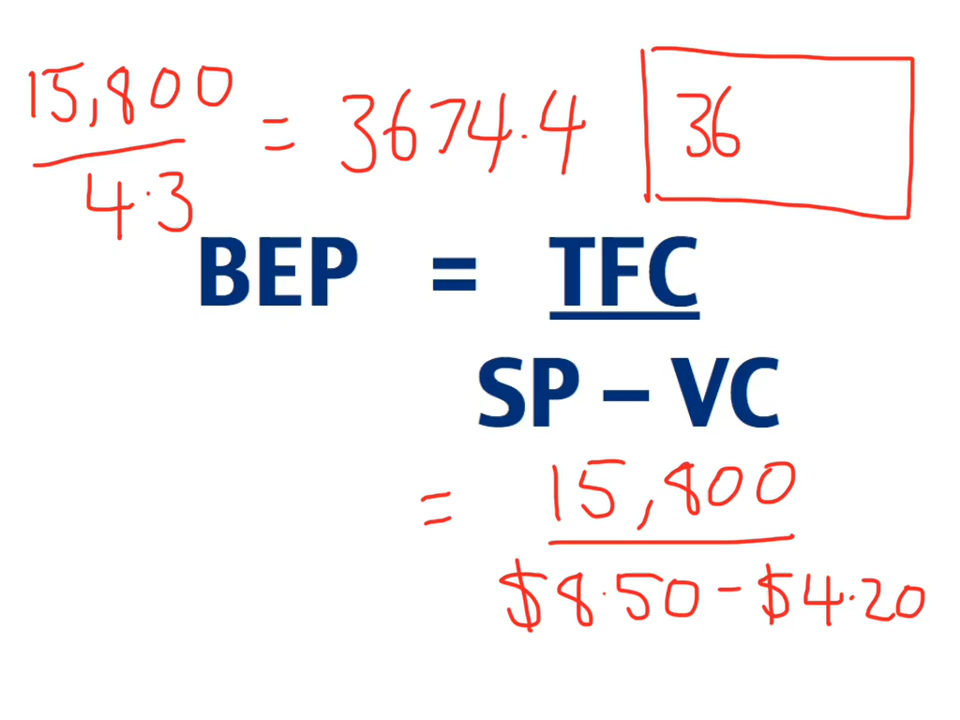 15,800
4.3
= 3674.4
36
BEP = TFC
SP – VC
= 15,800
$8.50 - $4.20